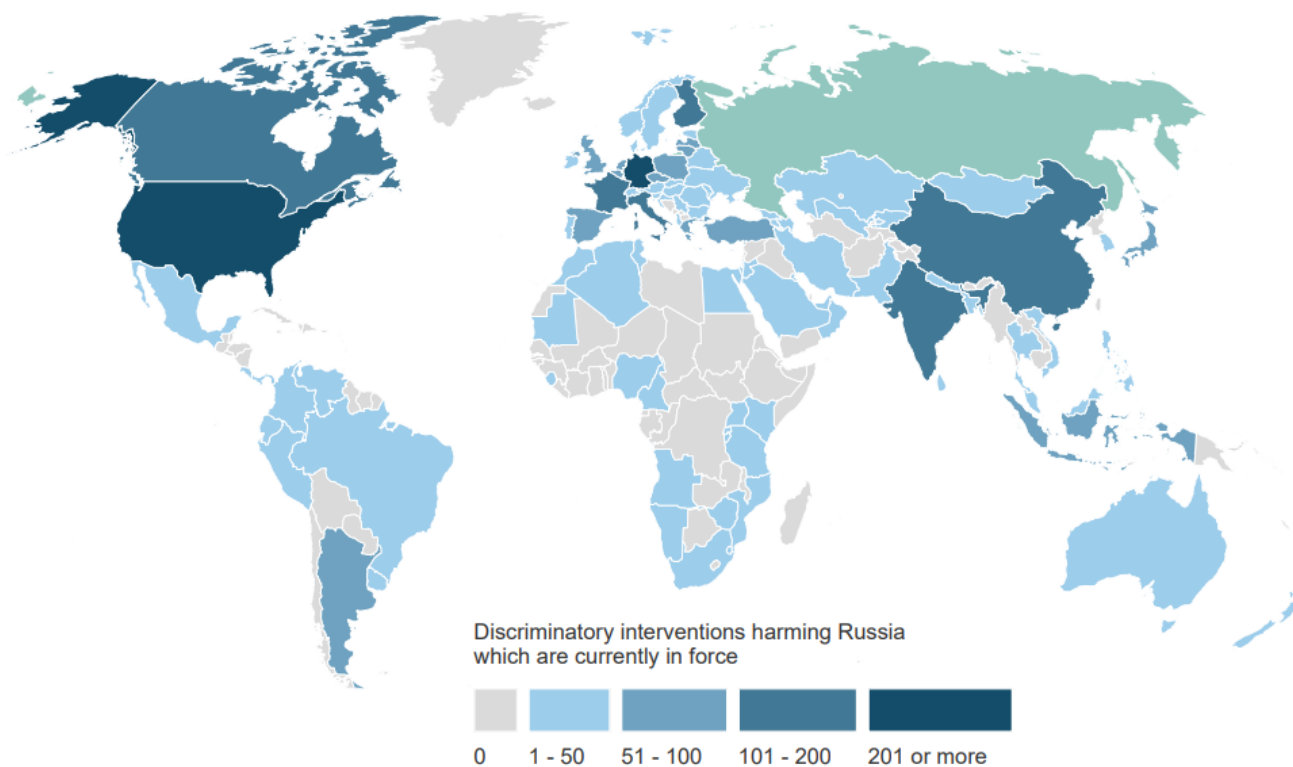 Discriminatory interventions harming Russia
which are currently in force
0 1 - 50 51 - 100 101 - 200 201 or more